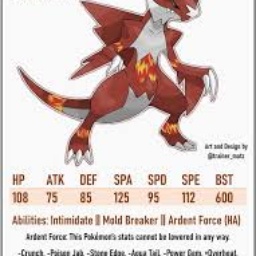 Art and Design by
@trainer_mats
HP ATK DEF SPA SPD SPE BST
108 75 85 125 95 112 600
Abilities: Intimidate || Mold Breaker || Ardent Force (HA)
Ardent Force: This Pokémon's stats cannot be lowered in any way.
-Crunch, -Poison Jab, -Stone Edge, -Aqua Tail, -Power Gem, -Overheat,